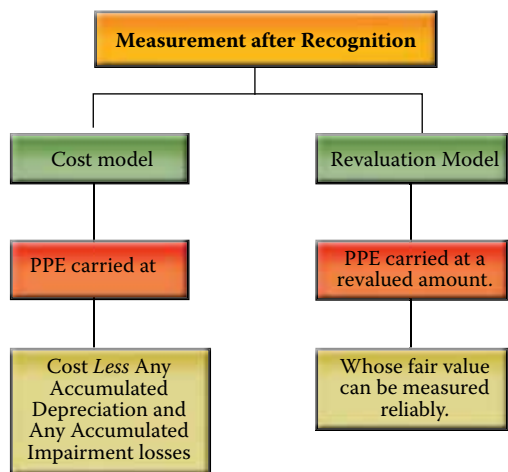 Measurement after Recognition
Cost model
Revaluation Model
PPE carried at
PPE carried at a
revalued amount.
Cost Less Any
Accumulated
Depreciation and
Any Accumulated
Impairment losses
Whose fair value
can be measured
reliably.